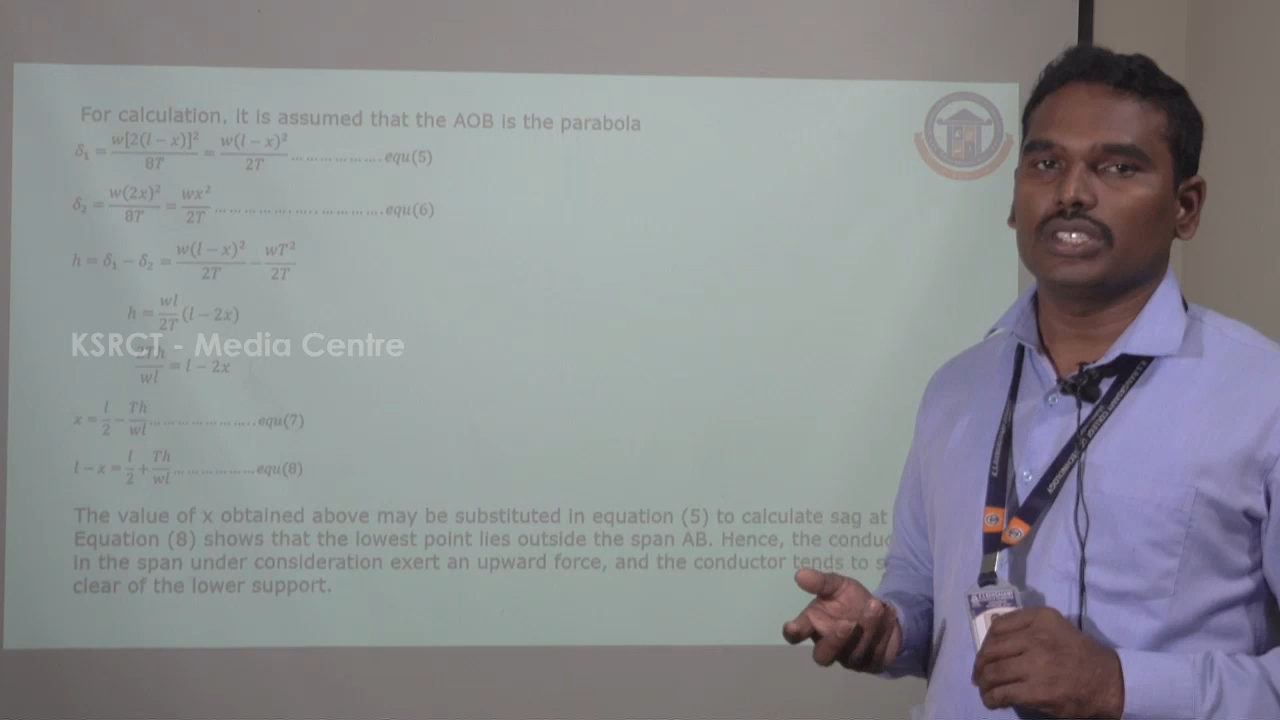 For calculation, it is assumed that the AOB is the parabola
δ₁ = w[2(l − x)]²/8T = w(l − x)²/2T ……………… equ(5)
δ₂ = w(2x)²/8T = wx²/2T ……………………………… equ(6)
h = δ₁ − δ₂ = w(l − x)²/2T − wT²/2T
h = wl/2T (l − 2x)
KSRCT - Media Centre
2Th/wl = l − 2x
x = l/2 − Th/wl ………………… equ(7)
l − x = l/2 + Th/wl ……………… equ(8)
The value of x obtained above may be substituted in equation (5) to calculate sag at
Equation (8) shows that the lowest point lies outside the span AB. Hence, the conduc
in the span under consideration exert an upward force, and the conductor tends to s
clear of the lower support.